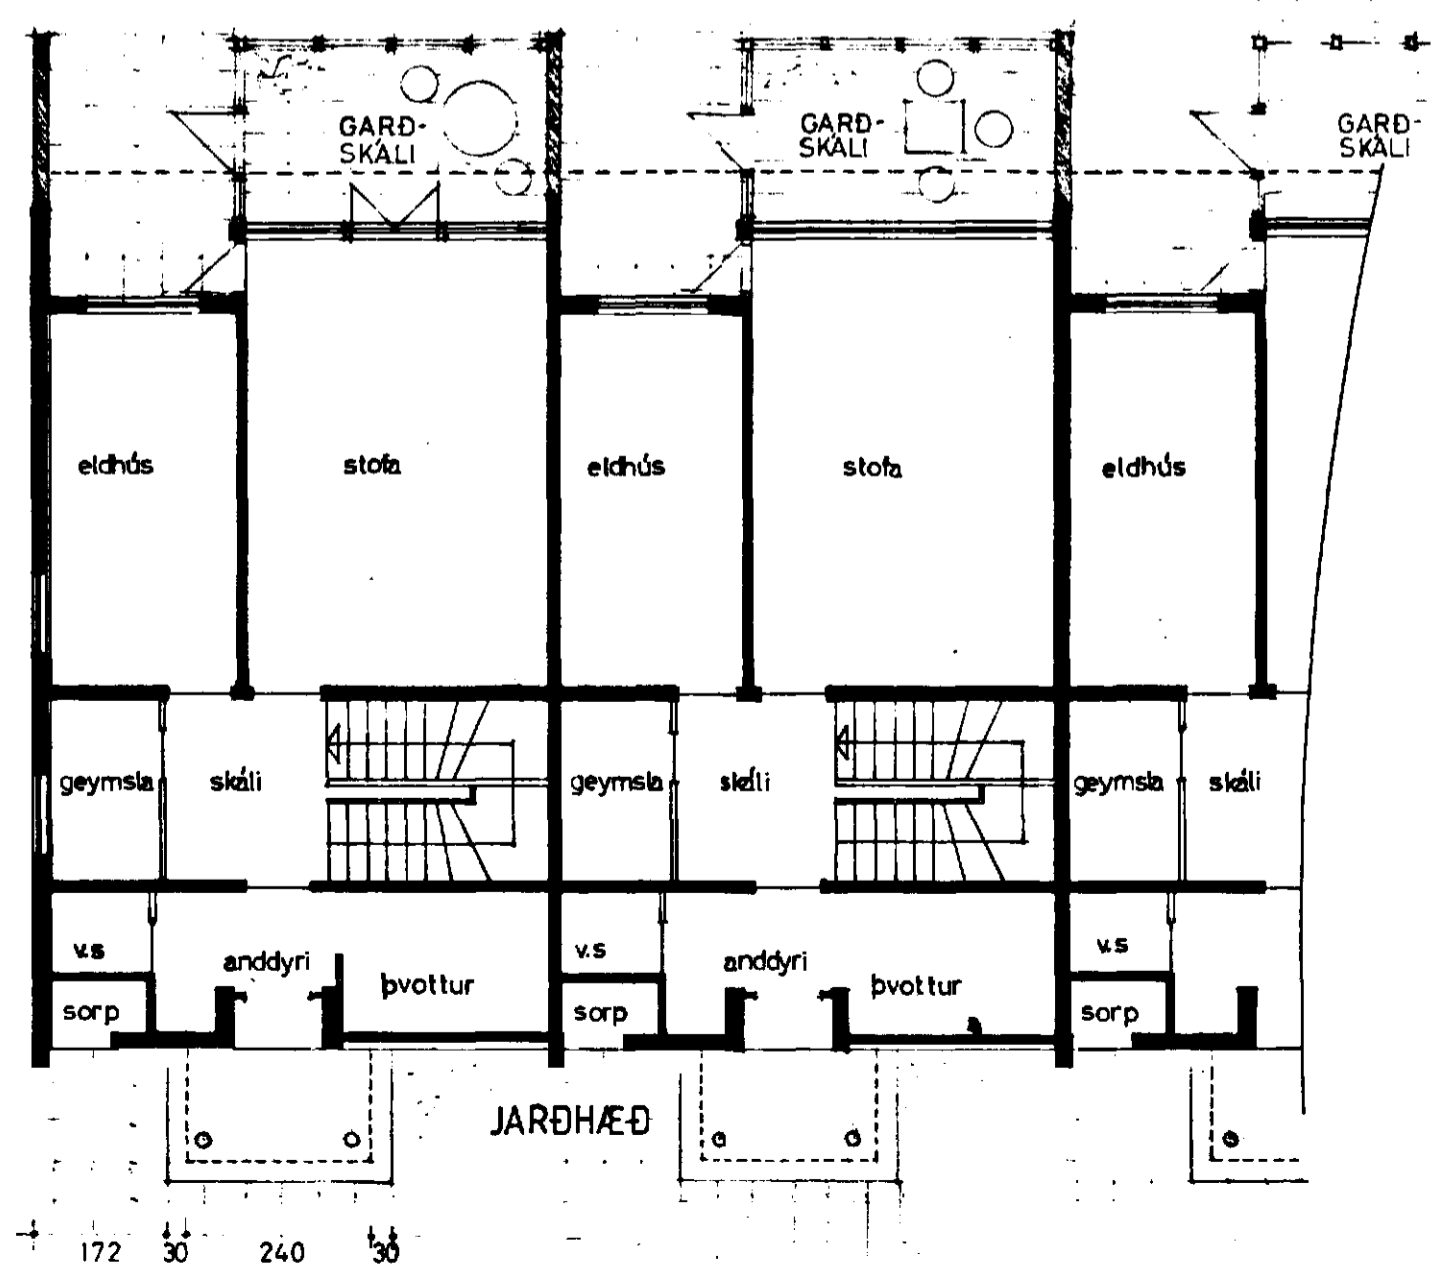 GARÐ-
SKÁLI
GARÐ-
SKÁLI
GARÐ-
SKÁLI
eldhús
stofa
eldhús
stofa
eldhús
geymsla
skáli
geymsla
skáli
geymsla
skáli
v.s
anddyri
þvottur
v.s
anddyri
þvottur
v.s
sorp
sorp
sorp
JARÐHÆÐ
172 30 240 30